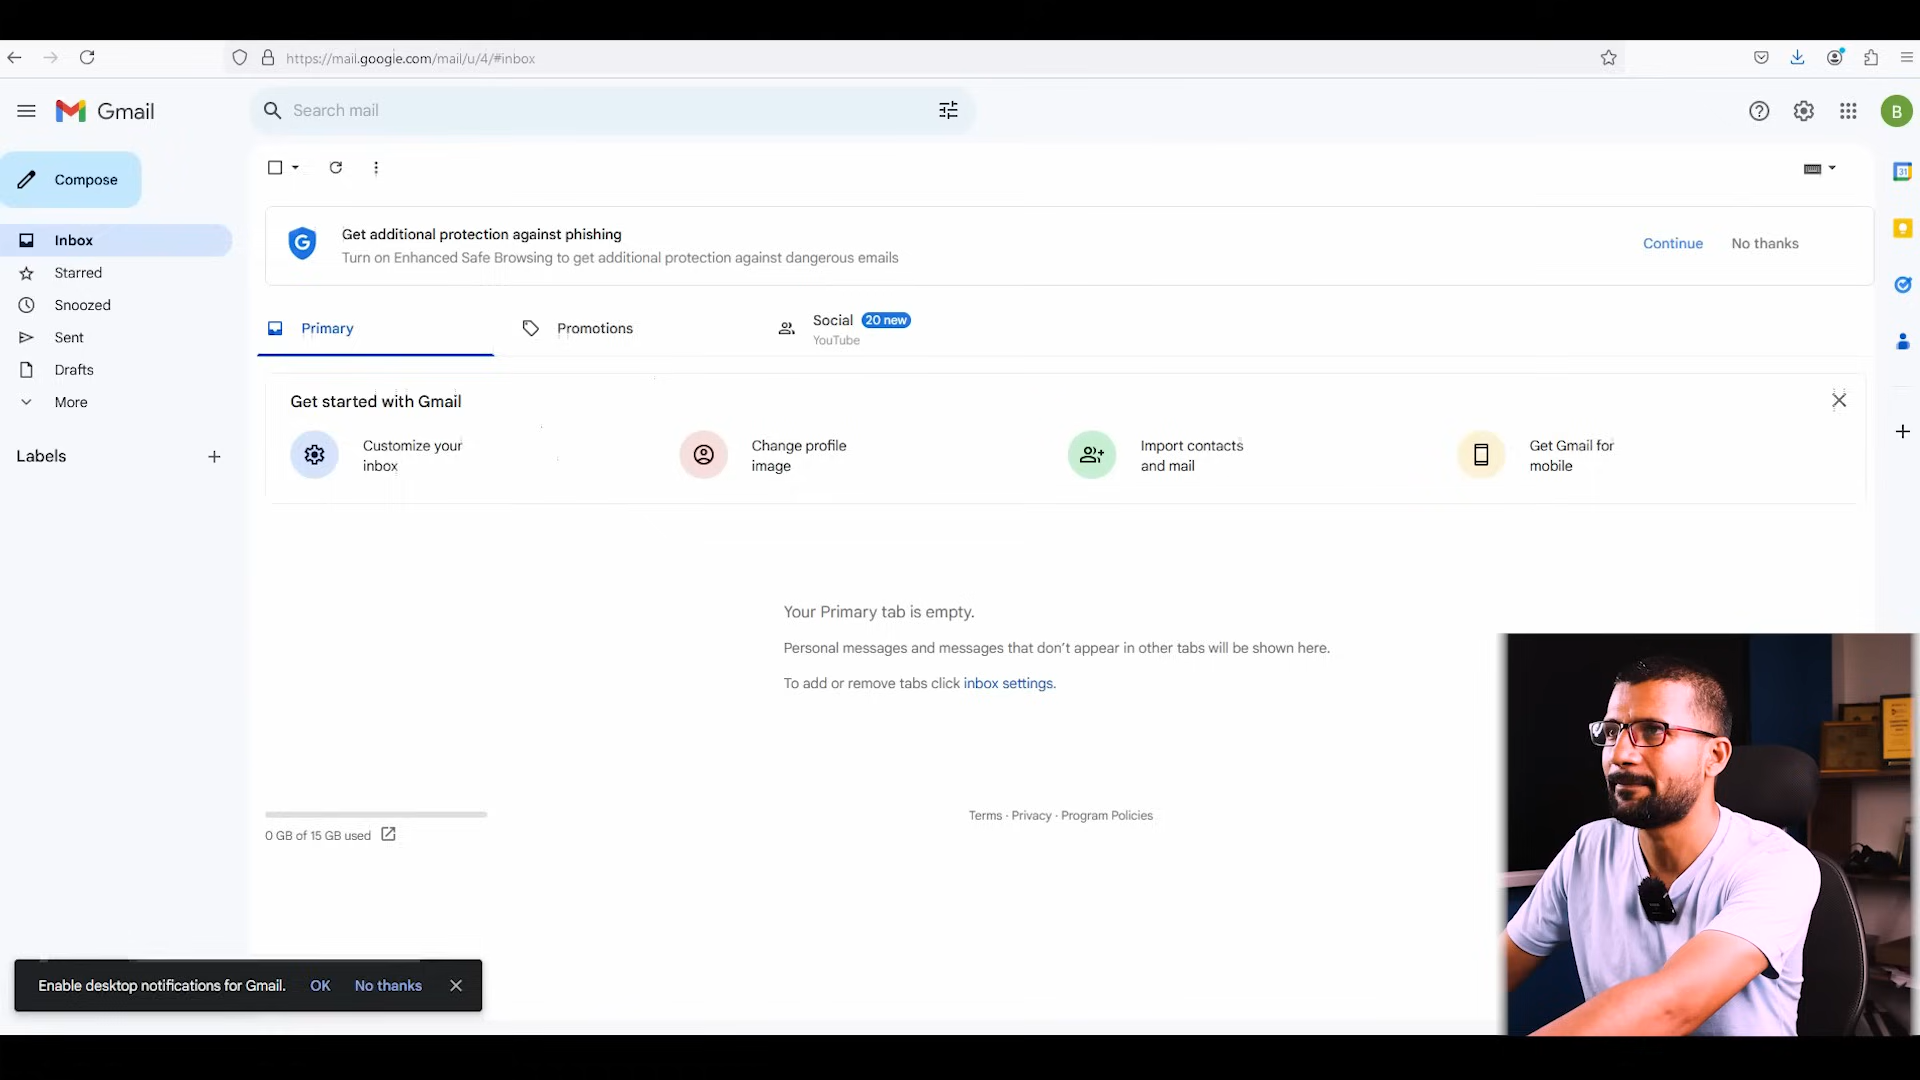 https://mail.google.com/mail/u/4/#inbox
Gmail
Search mail
B
Compose
31
Get additional protection against phishing
G
Turn on Enhanced Safe Browsing to get additional protection against dangerous emails
Continue
No thanks
Inbox
Starred
Snoozed
Sent
Drafts
More
Labels
Primary
Promotions
Social 20 new
YouTube
Get started with Gmail
Customize your
inbox
Change profile
image
Import contacts
and mail
Get Gmail for
mobile
Your Primary tab is empty.
Personal messages and messages that don’t appear in other tabs will be shown here.
To add or remove tabs click inbox settings.
0 GB of 15 GB used
Terms · Privacy · Program Policies
Enable desktop notifications for Gmail. OK No thanks